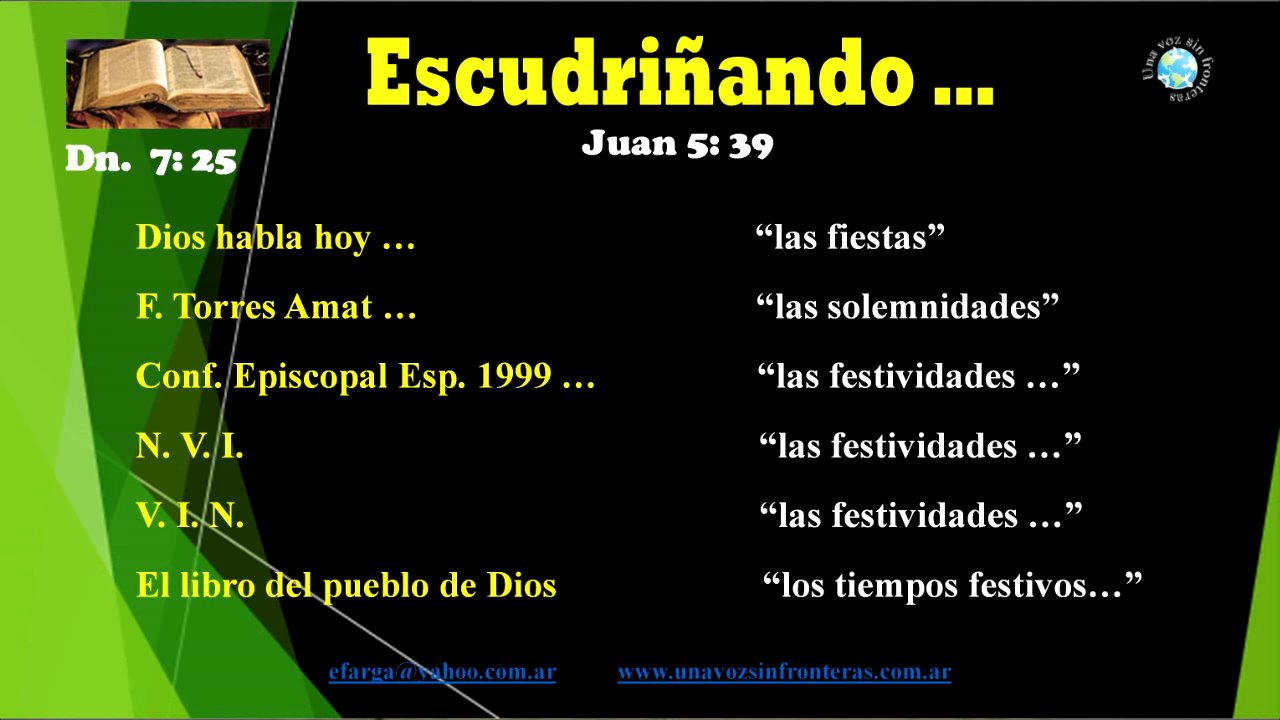 Escudriñando ...
Una voz sin fronteras
Juan 5: 39
Dn. 7: 25
Dios habla hoy … “las fiestas”
F. Torres Amat … “las solemnidades”
Conf. Episcopal Esp. 1999 … “las festividades …”
N. V. I. “las festividades …”
V. I. N. “las festividades …”
El libro del pueblo de Dios “los tiempos festivos…”
efarga@yahoo.com.ar www.unavozsinfronteras.com.ar